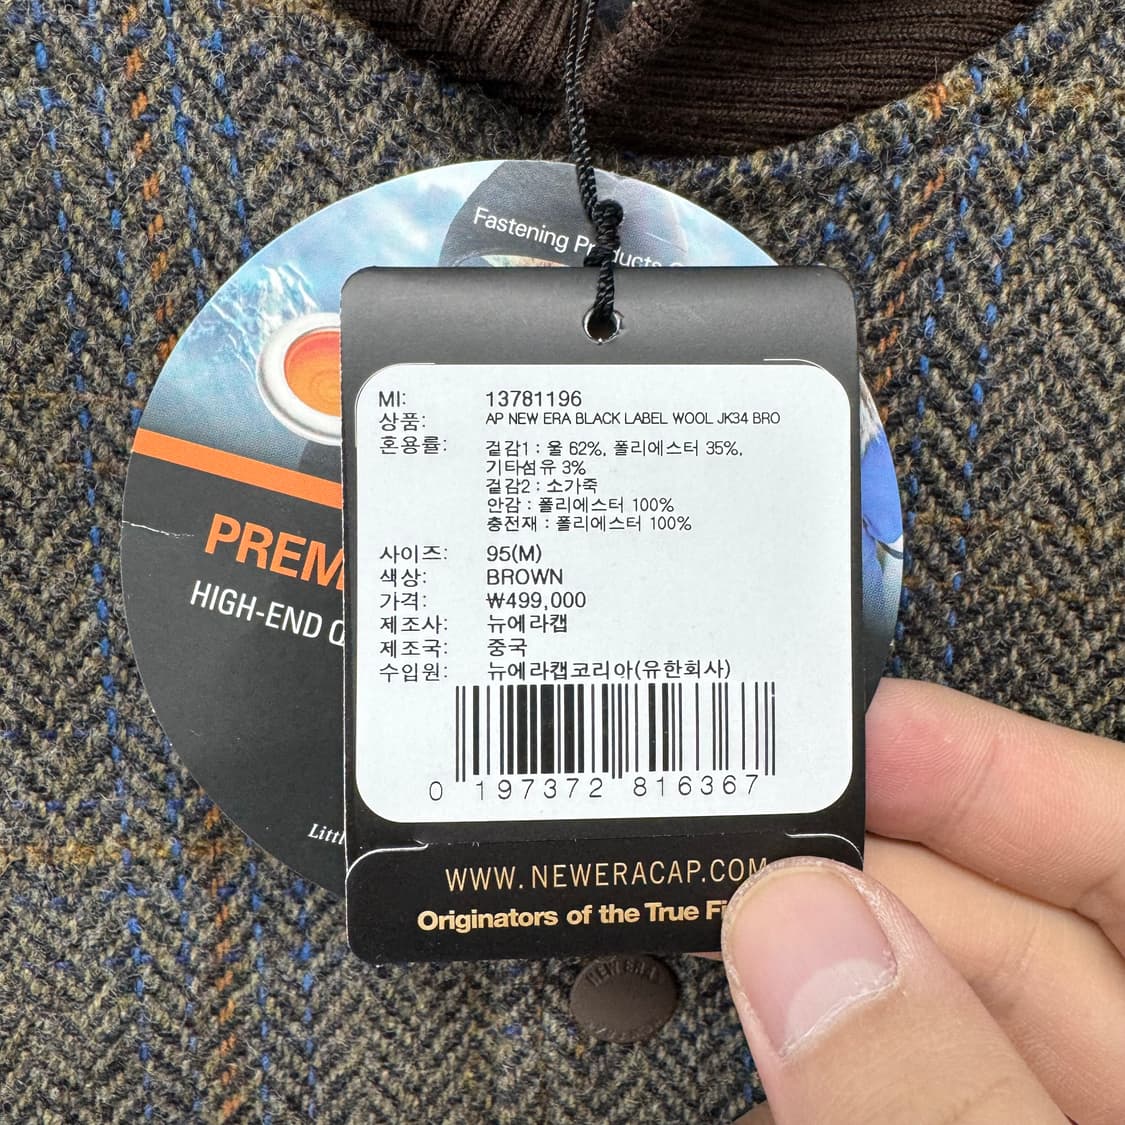 Fastening Products
PREM
HIGH-END Q
Littl
MI: 13781196
상품: AP NEW ERA BLACK LABEL WOOL JK34 BRO
혼용률: 겉감1 : 울 62%, 폴리에스터 35%,
기타섬유 3%
겉감2 : 소가죽
안감 : 폴리에스터 100%
충전재 : 폴리에스터 100%
사이즈: 95(M)
색상: BROWN
가격: ₩499,000
제조사: 뉴에라캡
제조국: 중국
수입원: 뉴에라캡코리아(유한회사)
0 197372 816367
WWW.NEWERACAP.COM
Originators of the True Fi
NEW ERA